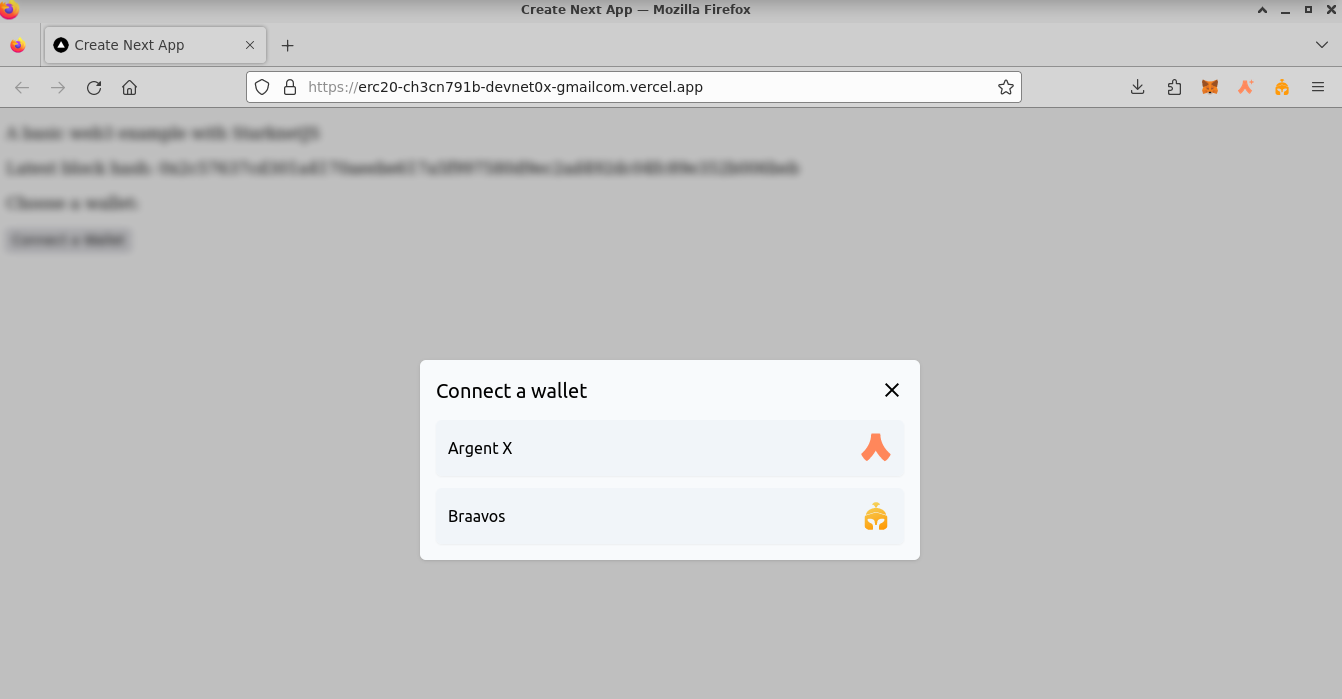 Create Next App — Mozilla Firefox
Create Next App
https://erc20-ch3cn791b-devnet0x-gmailcom.vercel.app
A basic web3 example with StarknetJS
Latest block hash:
Choose a wallet:
Connect a Wallet
Connect a wallet
Argent X
Braavos